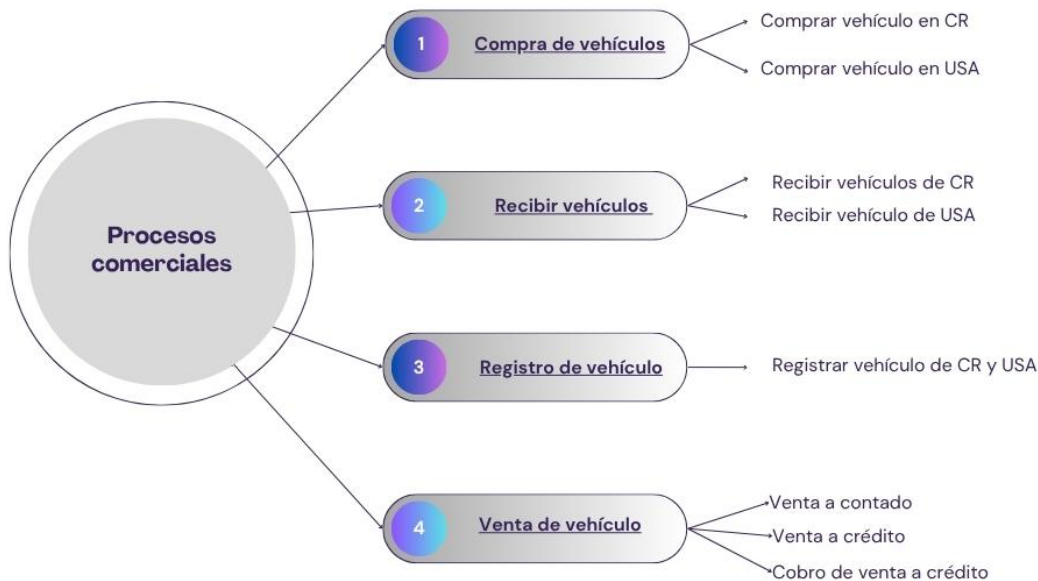 Procesos
comerciales
1
Compra de vehículos
Comprar vehículo en CR
Comprar vehículo en USA
2
Recibir vehículos
Recibir vehículos de CR
Recibir vehículo de USA
3
Registro de vehículo
Registrar vehículo de CR y USA
4
Venta de vehículo
Venta a contado
Venta a crédito
Cobro de venta a crédito